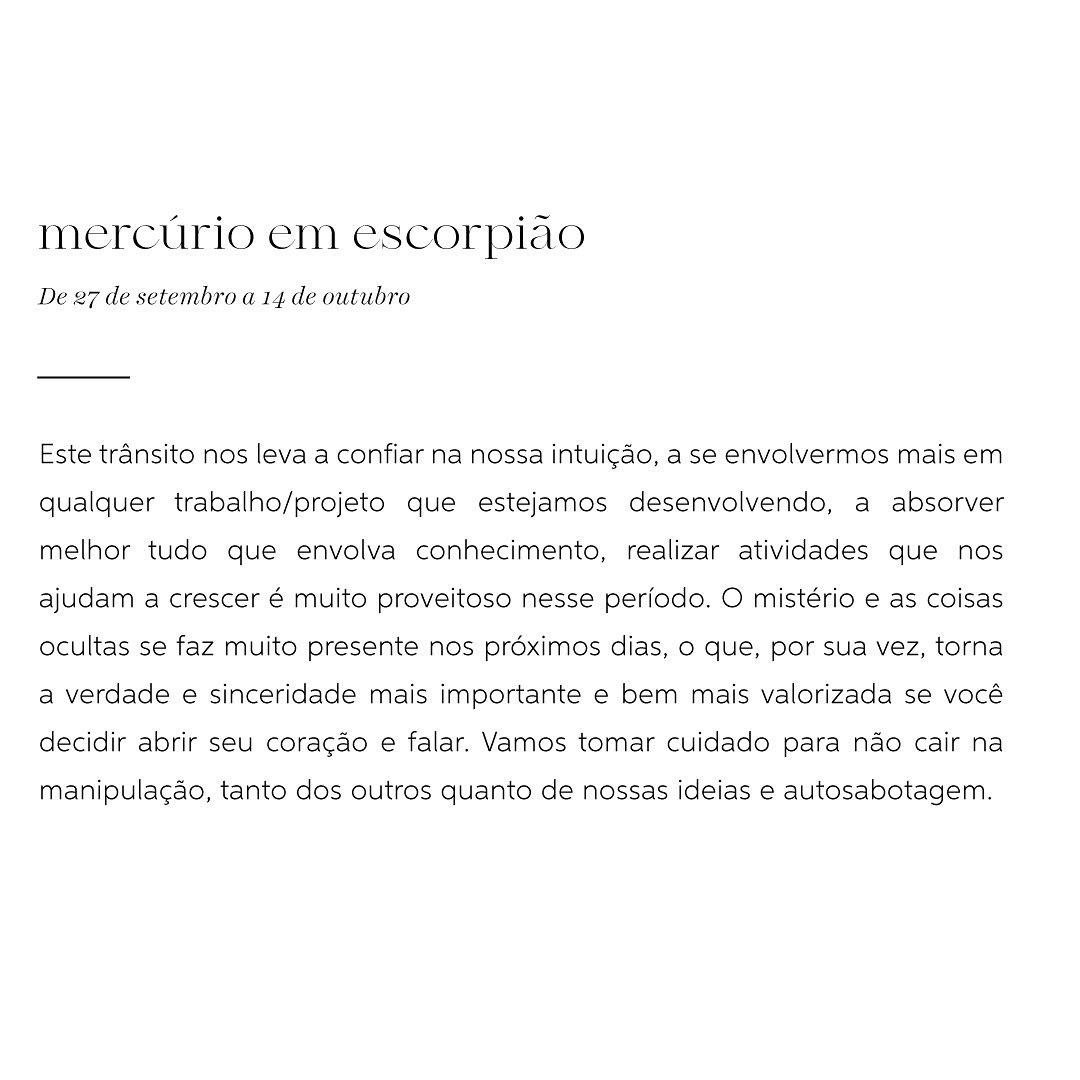 mercúrio em escorpião
De 27 de setembro a 14 de outubro
Este trânsito nos leva a confiar na nossa intuição, a se envolvermos mais em
qualquer trabalho/projeto que estejamos desenvolvendo, a absorver
melhor tudo que envolva conhecimento, realizar atividades que nos
ajudam a crescer é muito proveitoso nesse período. O mistério e as coisas
ocultas se faz muito presente nos próximos dias, o que, por sua vez, torna
a verdade e sinceridade mais importante e bem mais valorizada se você
decidir abrir seu coração e falar. Vamos tomar cuidado para não cair na
manipulação, tanto dos outros quanto de nossas ideias e autosabotagem.